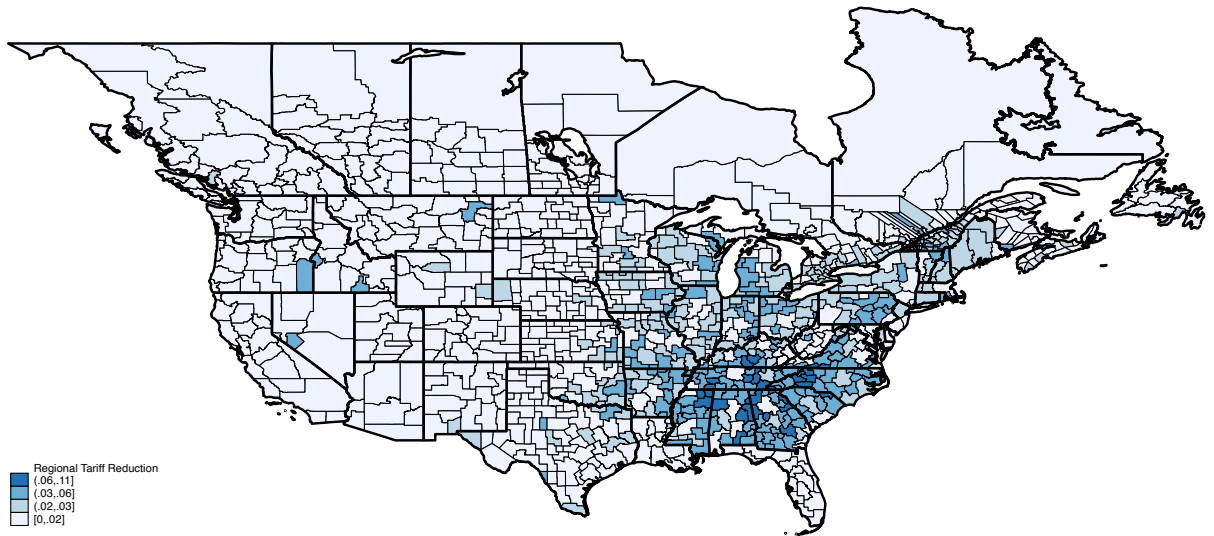 Regional Tariff Reduction
(.06,.11]
(.03,.06]
(.02,.03]
[0,.02]